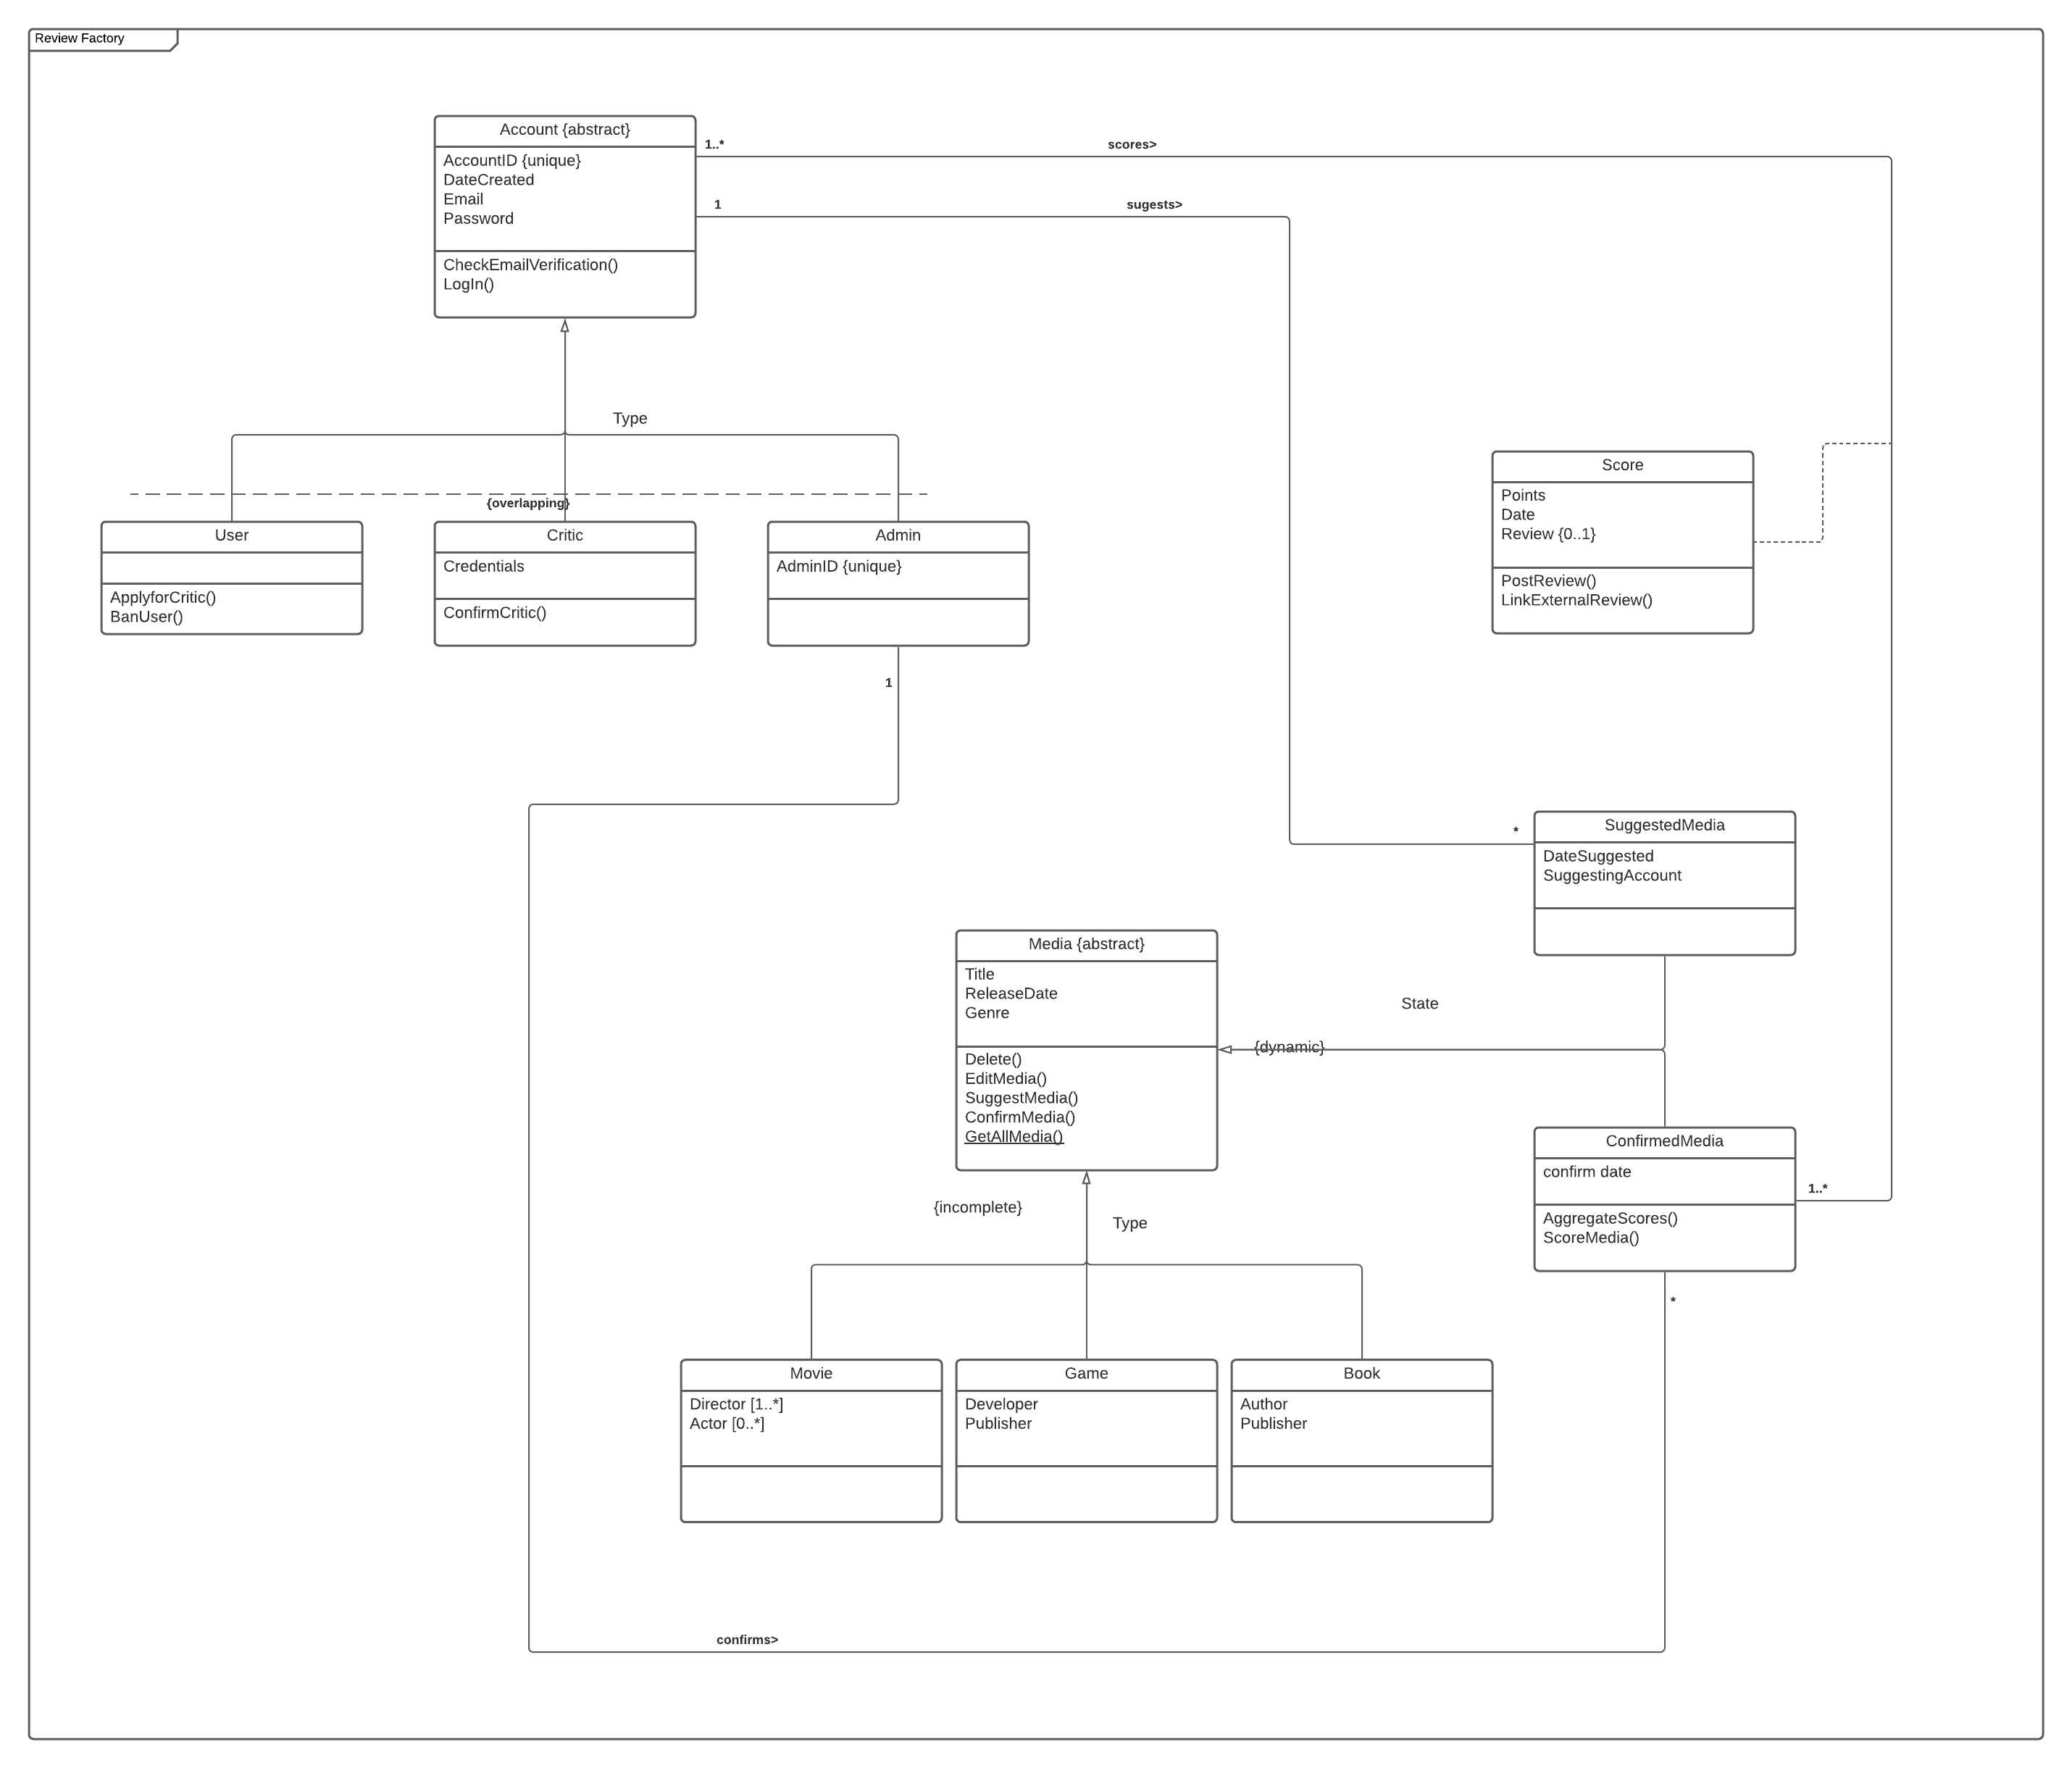 Review Factory
Account {abstract}
AccountID {unique}
DateCreated
Email
Password
CheckEmailVerification()
LogIn()
1..*
scores>
1
sugests>
Type
{overlapping}
User
ApplyforCritic()
BanUser()
Critic
Credentials
ConfirmCritic()
Admin
AdminID {unique}
1
Score
Points
Date
Review {0..1}
PostReview()
LinkExternalReview()
*
SuggestedMedia
DateSuggested
SuggestingAccount
Media {abstract}
Title
ReleaseDate
Genre
Delete()
EditMedia()
SuggestMedia()
ConfirmMedia()
GetAllMedia()
State
{dynamic}
ConfirmedMedia
confirm date
AggregateScores()
ScoreMedia()
1..*
*
{incomplete}
Type
Movie
Director [1..*]
Actor [0..*]
Game
Developer
Publisher
Book
Author
Publisher
confirms>